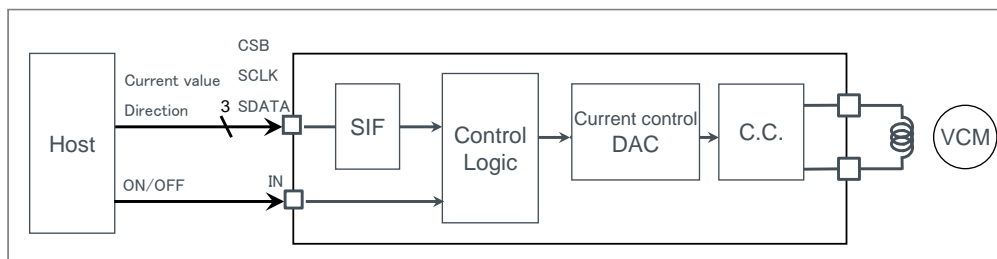 Host
Current value
Direction
3
CSB
SCLK
SDATA
ON/OFF
IN
SIF
Control
Logic
Current control
DAC
C.C.
VCM